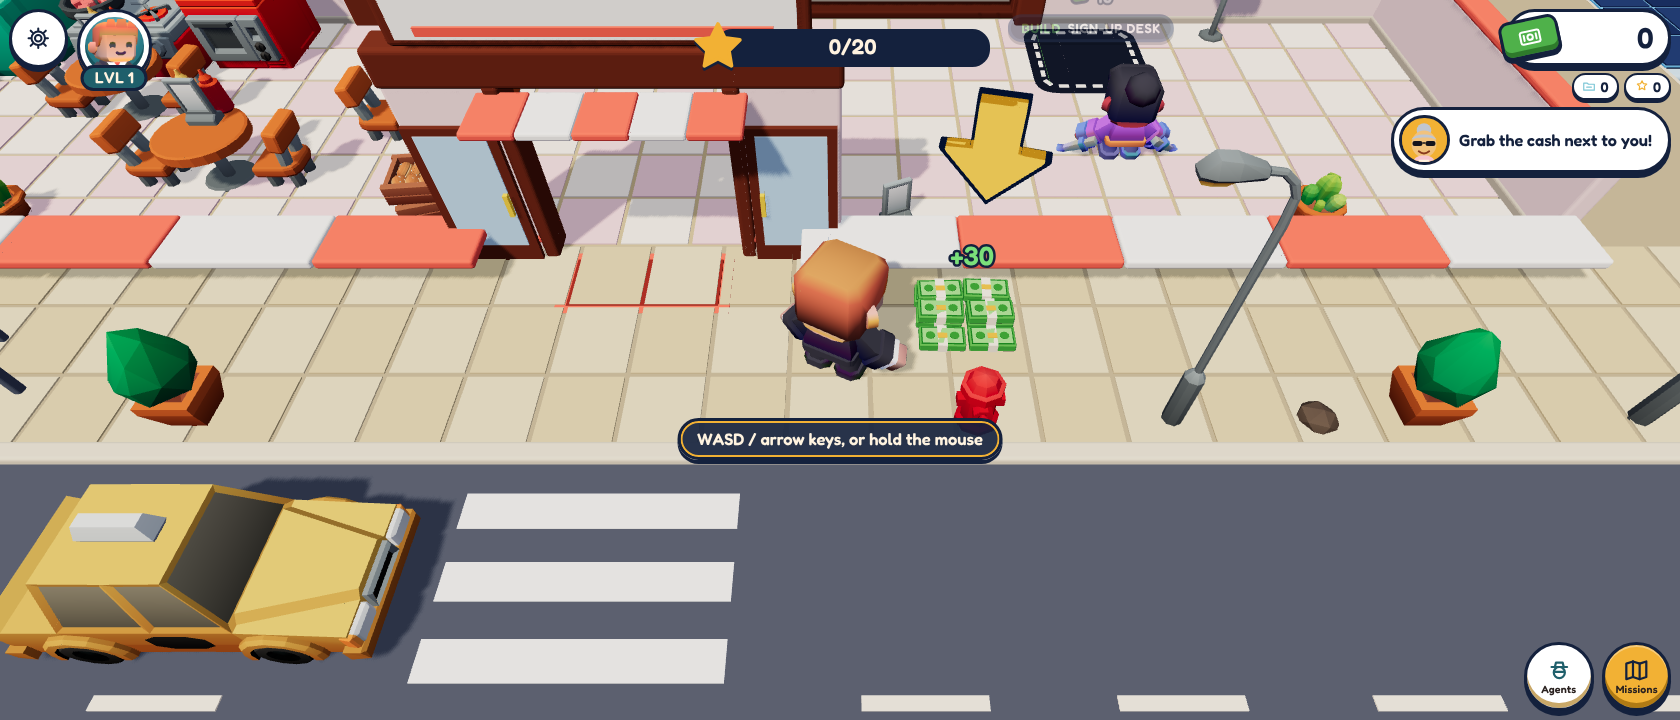 BUILD SIGN-UP DESK
0/20
0
LVL 1
0
0
Grab the cash next to you!
+30
WASD / arrow keys, or hold the mouse
Agents
Missions